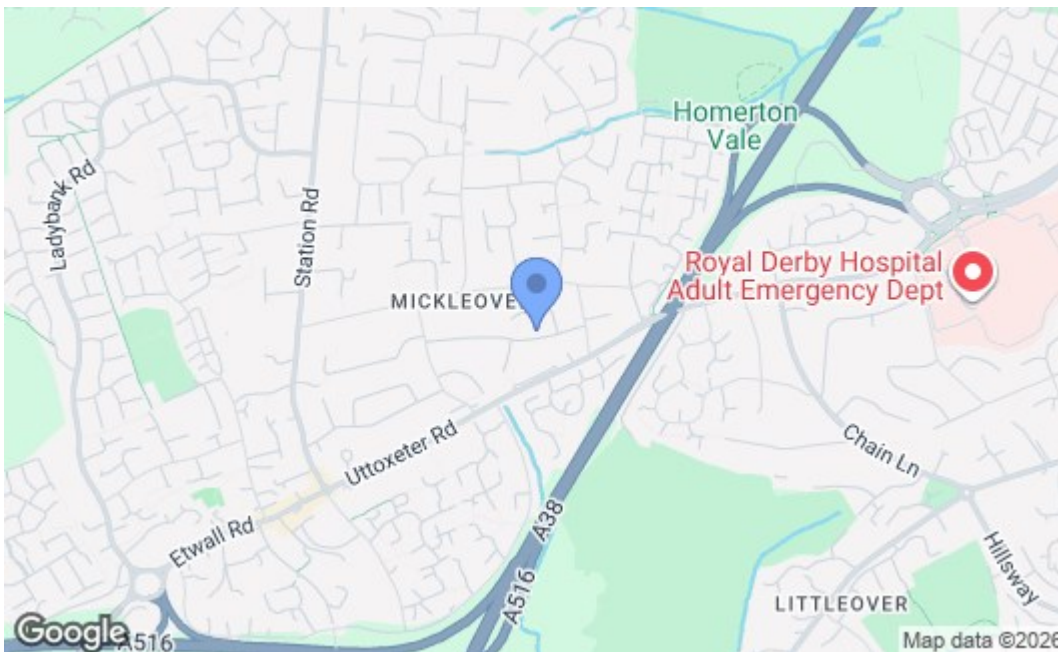 Homerton
Vale
Ladybank Rd
Station Rd
Royal Derby Hospital
Adult Emergency Dept
MICKLEOVE
Uttoxeter Rd
Chain Ln
Etwall Rd
A38
A516
Hillsway
LITTLEOVER
Google
A516
Map data ©2026